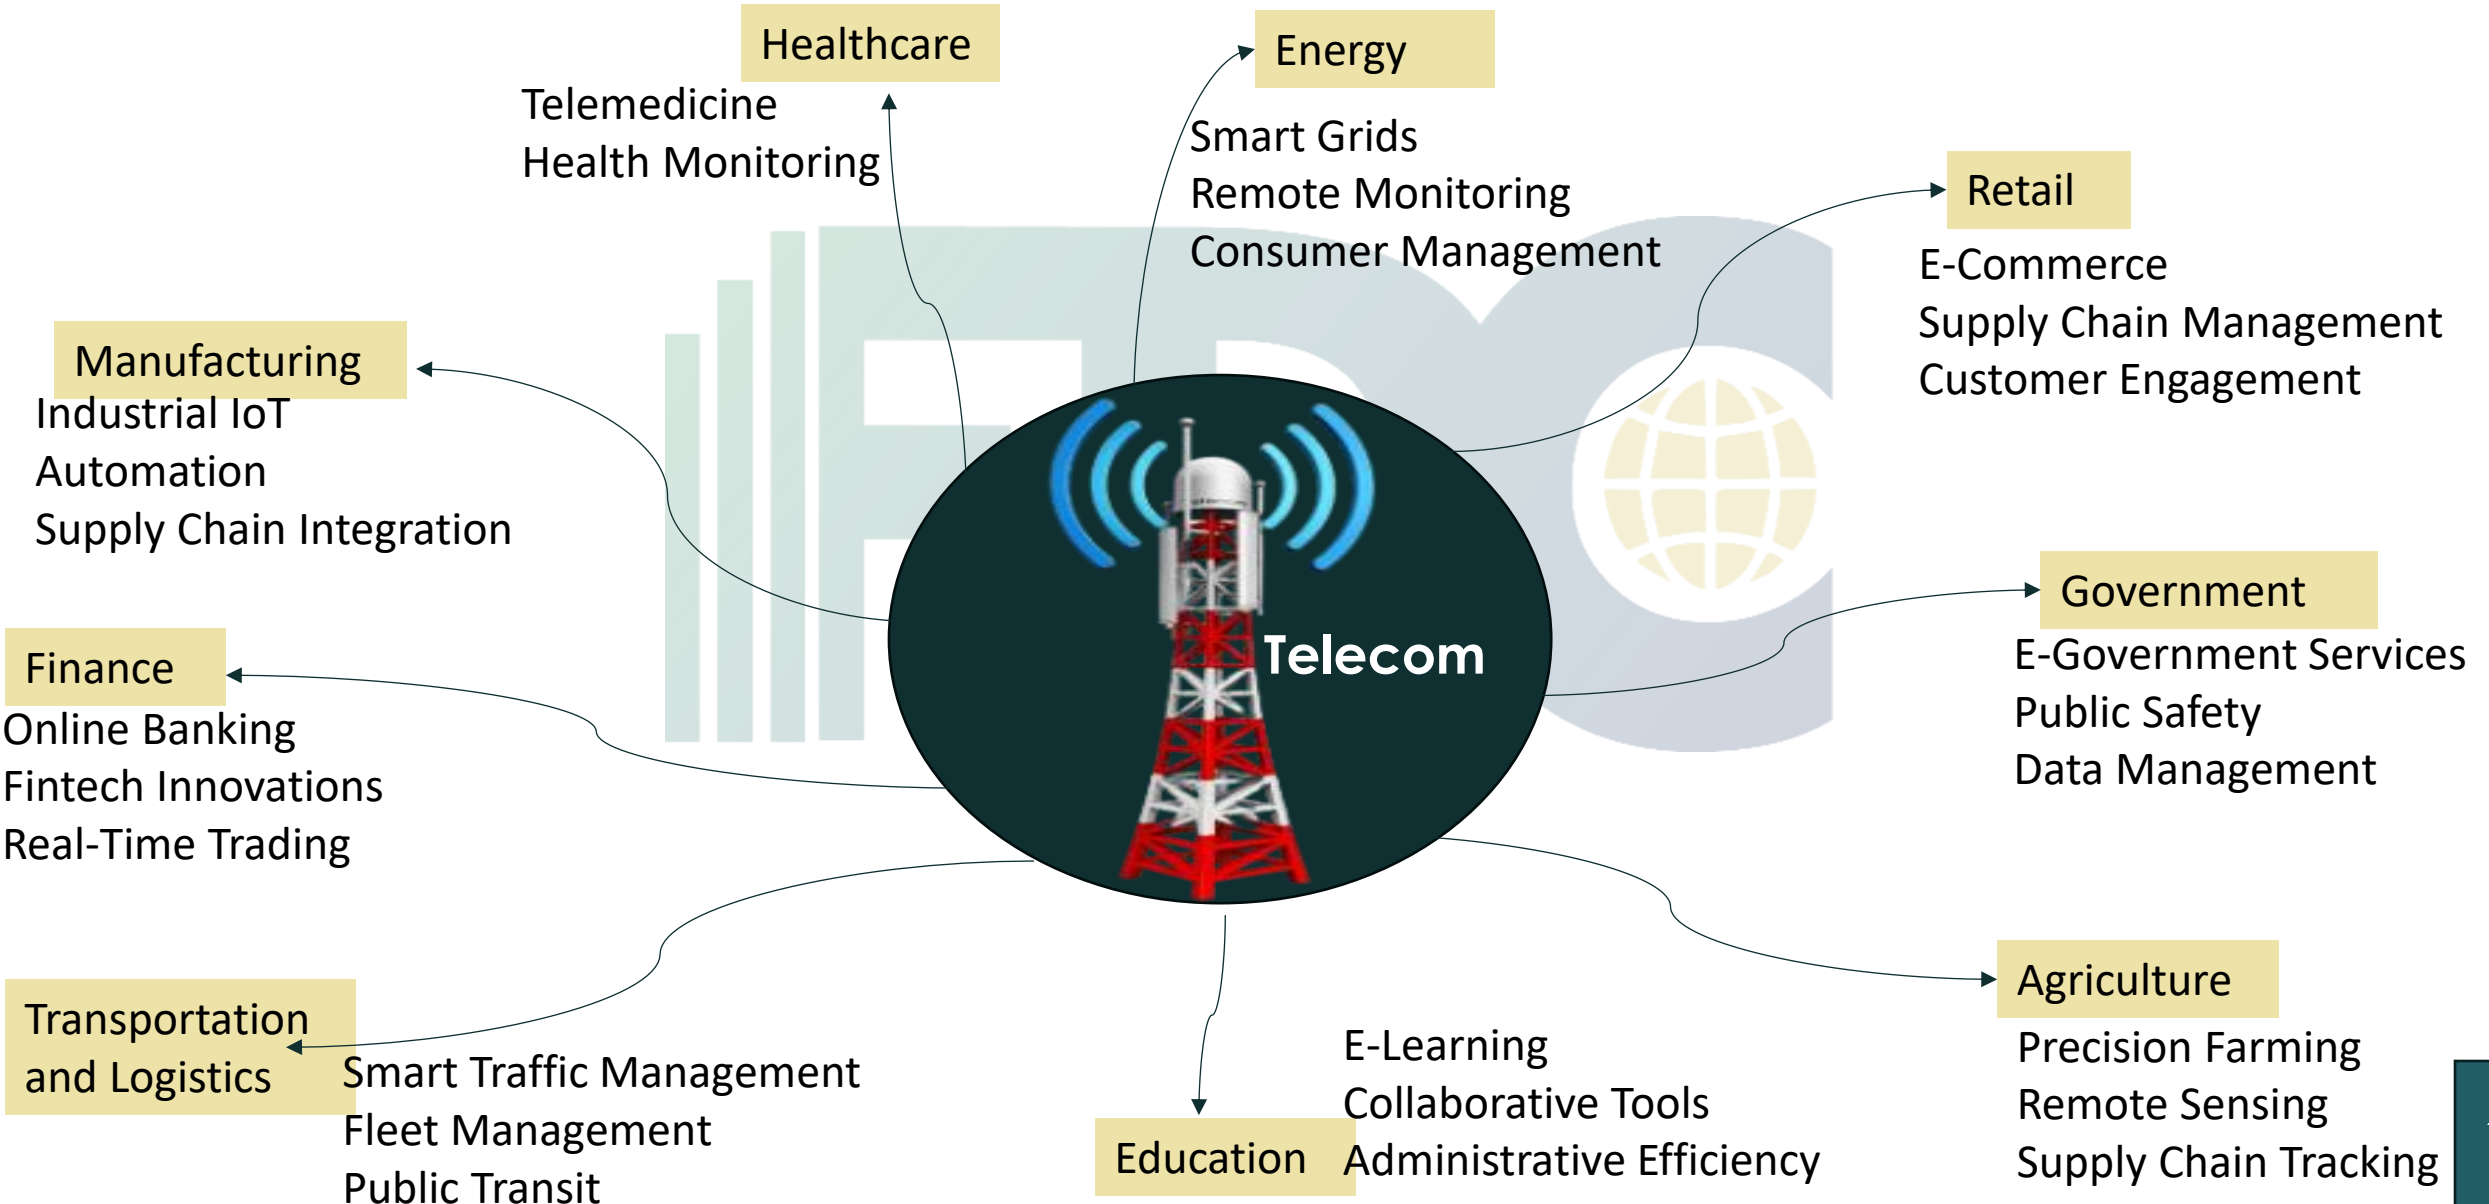 Healthcare
Telemedicine
Health Monitoring
Energy
Smart Grids
Remote Monitoring
Consumer Management
Retail
E-Commerce
Supply Chain Management
Customer Engagement
Manufacturing
Industrial IoT
Automation
Supply Chain Integration
Telecom
Government
E-Government Services
Public Safety
Data Management
Finance
Online Banking
Fintech Innovations
Real-Time Trading
Transportation
and Logistics
Smart Traffic Management
Fleet Management
Public Transit
Education
E-Learning
Collaborative Tools
Administrative Efficiency
Agriculture
Precision Farming
Remote Sensing
Supply Chain Tracking